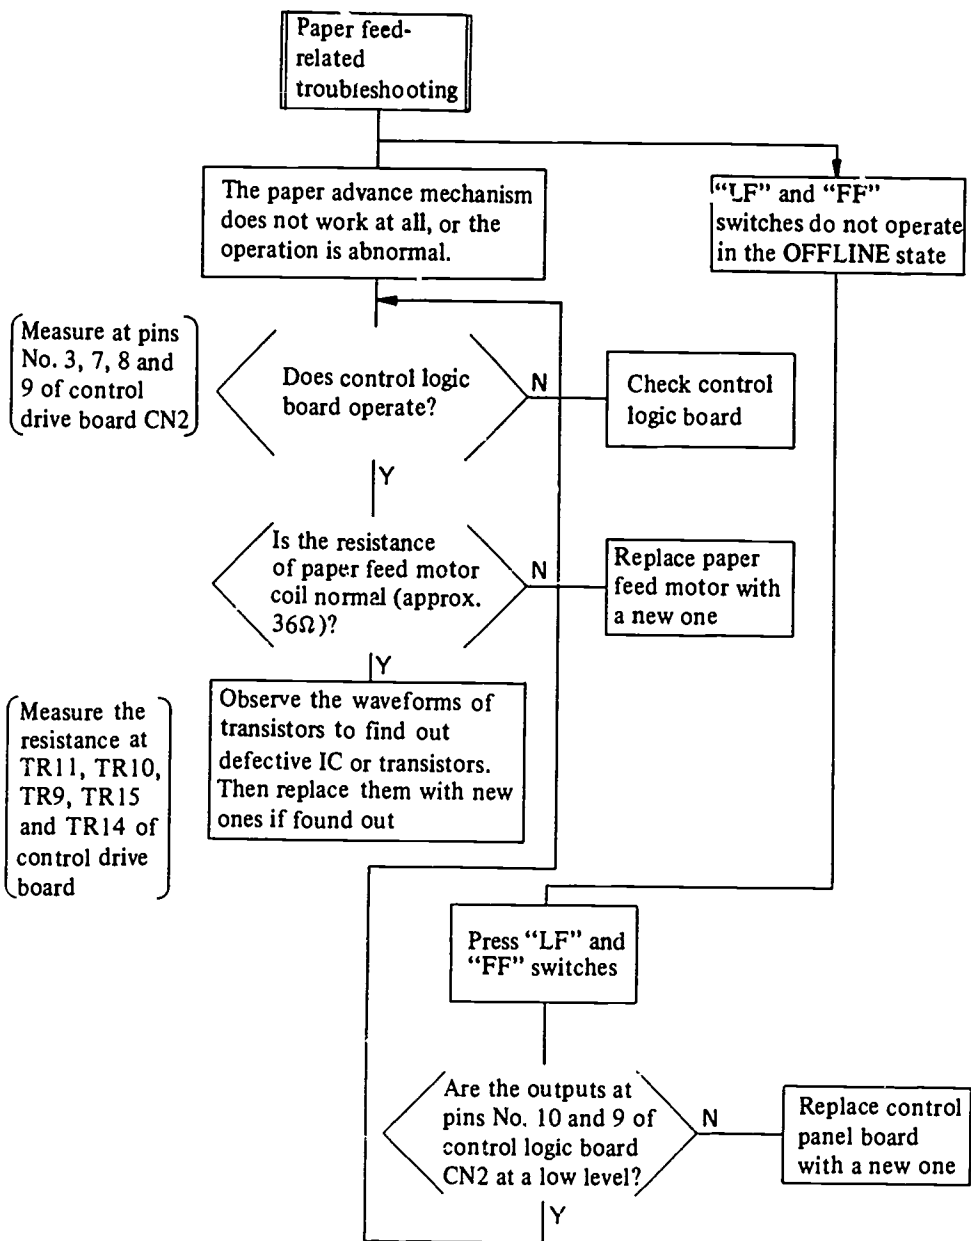 Paper feed-
related
troubleshooting
The paper advance mechanism
does not work at all, or the
operation is abnormal.
"LF" and "FF"
switches do not operate
in the OFFLINE state
Measure at pins
No. 3, 7, 8 and
9 of control
drive board CN2
Does control logic
board operate?
N
Check control
logic board
Y
Is the resistance
of paper feed motor
coil normal (approx.
36Ω)?
N
Replace paper
feed motor with
a new one
Y
Measure the
resistance at
TR11, TR10,
TR9, TR15
and TR14 of
control drive
board
Observe the waveforms of
transistors to find out
defective IC or transistors.
Then replace them with new
ones if found out
Press "LF" and
"FF" switches
Are the outputs at
pins No. 10 and 9 of
control logic board
CN2 at a low level?
N
Replace control
panel board
with a new one
Y